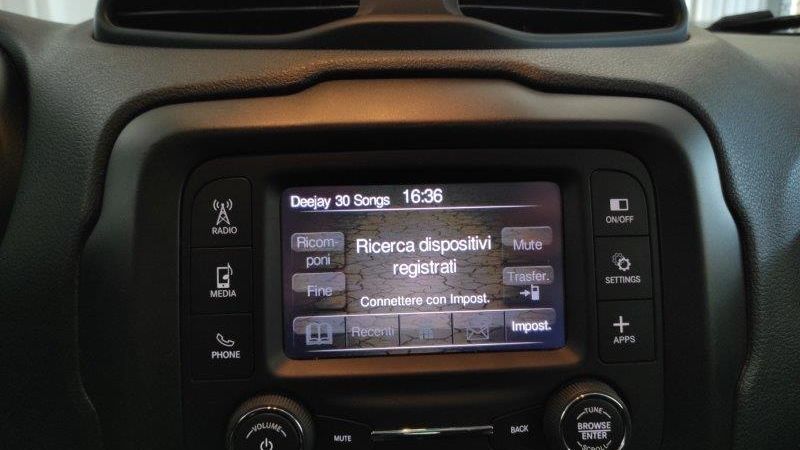 Deejay 30 Songs 16:36
Ricom-
poni
Ricerca dispositivi
registrati
Mute
Fine
Trasfer.
Connettere con Impost.
Recenti
Impost.
RADIO
MEDIA
PHONE
ON/OFF
SETTINGS
APPS
VOLUME
MUTE
BACK
TUNE
BROWSE
ENTER
SCROLL